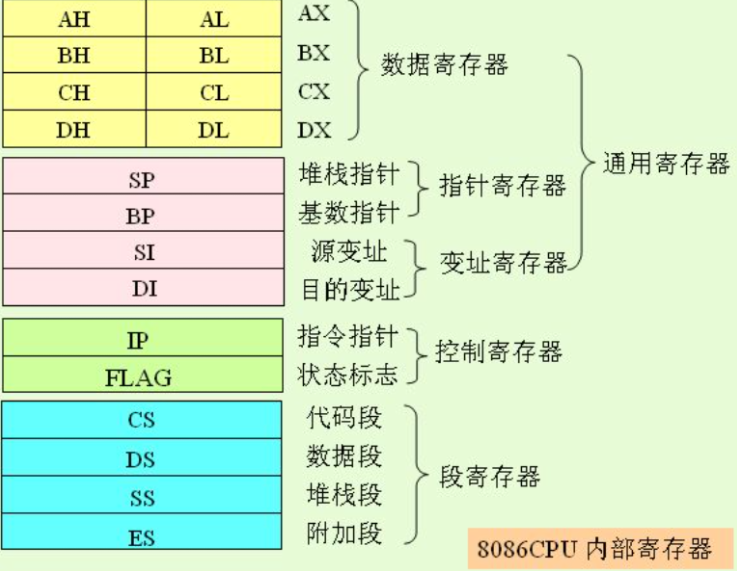 AH AL AX
BH BL BX
CH CL CX
DH DL DX
数据寄存器
SP 堆栈指针
BP 基数指针
指针寄存器
SI 源变址
DI 目的变址
变址寄存器
通用寄存器
IP 指令指针
FLAG 状态标志
控制寄存器
CS 代码段
DS 数据段
SS 堆栈段
ES 附加段
段寄存器
8086CPU 内部寄存器